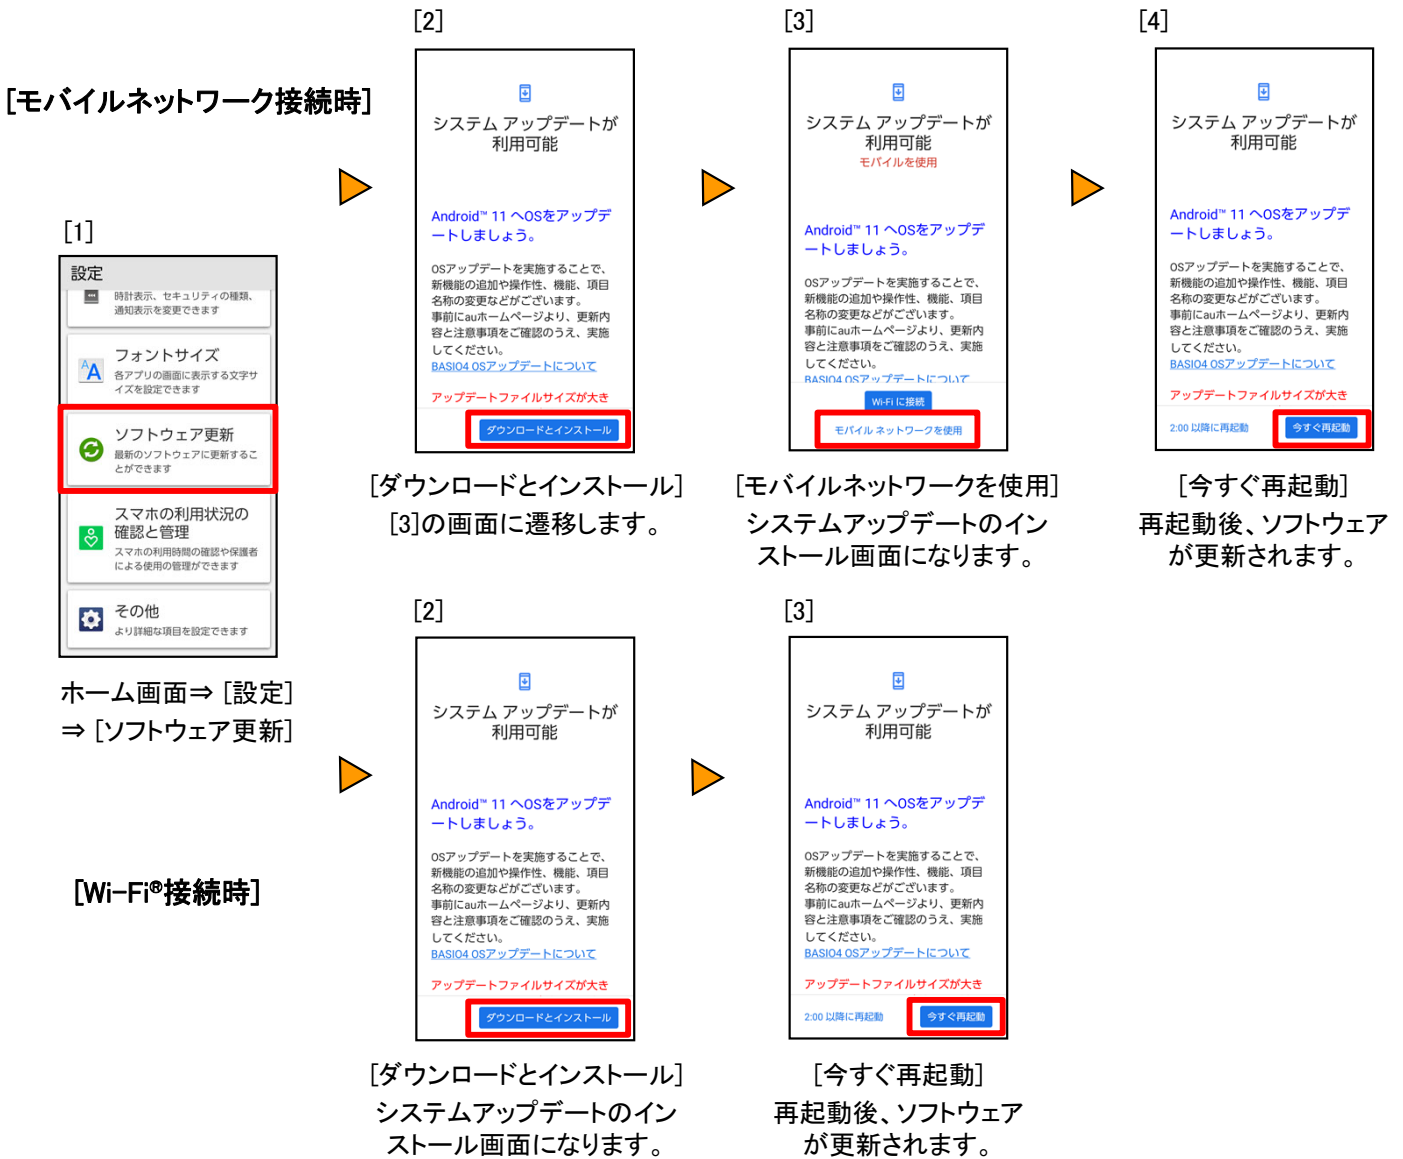 [モバイルネットワーク接続時]
[1]
設定
時計表示、セキュリティの種類、
通知表示を変更できます
フォントサイズ
各アプリの画面に表示する文字サ
イズを設定できます
ソフトウェア更新
最新のソフトウェアに更新するこ
とができます
スマホの利用状況の
確認と管理
スマホの利用時間の確認や保護者
による使用の管理ができます
その他
より詳細な項目を設定できます
ホーム画面⇒ [設定]
⇒ [ソフトウェア更新]
[2]
システム アップデートが
利用可能
Android™ 11 へOSをアップデ
ートしましょう。
OSアップデートを実施することで、
新機能の追加や操作性、機能、項目
名称の変更などがございます。
事前にauホームページより、更新内
容と注意事項をご確認のうえ、実施
してください。
BASIO4 OSアップデートについて
アップデートファイルサイズが大き
ダウンロードとインストール
[ダウンロードとインストール]
[3]の画面に遷移します。
[3]
システム アップデートが
利用可能
モバイルを使用
Android™ 11 へOSをアップデ
ートしましょう。
OSアップデートを実施することで、
新機能の追加や操作性、機能、項目
名称の変更などがございます。
事前にauホームページより、更新内
容と注意事項をご確認のうえ、実施
してください。
BASIO4 OSアップデートについて
Wi-Fi に接続
モバイル ネットワークを使用
[モバイルネットワークを使用]
システムアップデートのイン
ストール画面になります。
[4]
システム アップデートが
利用可能
Android™ 11 へOSをアップデ
ートしましょう。
OSアップデートを実施することで、
新機能の追加や操作性、機能、項目
名称の変更などがございます。
事前にauホームページより、更新内
容と注意事項をご確認のうえ、実施
してください。
BASIO4 OSアップデートについて
アップデートファイルサイズが大き
2:00 以降に再起動
今すぐ再起動
[今すぐ再起動]
再起動後、ソフトウェア
が更新されます。
[Wi-Fi®接続時]
[2]
システム アップデートが
利用可能
Android™ 11 へOSをアップデ
ートしましょう。
OSアップデートを実施することで、
新機能の追加や操作性、機能、項目
名称の変更などがございます。
事前にauホームページより、更新内
容と注意事項をご確認のうえ、実施
してください。
BASIO4 OSアップデートについて
アップデートファイルサイズが大き
ダウンロードとインストール
[ダウンロードとインストール]
システムアップデートのイン
ストール画面になります。
[3]
システム アップデートが
利用可能
Android™ 11 へOSをアップデ
ートしましょう。
OSアップデートを実施することで、
新機能の追加や操作性、機能、項目
名称の変更などがございます。
事前にauホームページより、更新内
容と注意事項をご確認のうえ、実施
してください。
BASIO4 OSアップデートについて
アップデートファイルサイズが大き
2:00 以降に再起動
今すぐ再起動
[今すぐ再起動]
再起動後、ソフトウェア
が更新されます。